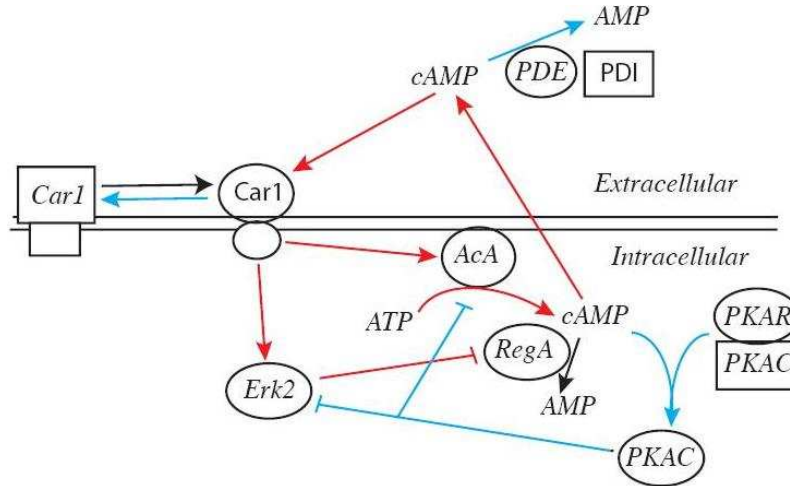 AMP
cAMP
PDE
PDI
Car1
Car1
Extracellular
AcA
Intracellular
ATP
cAMP
PKAR
RegA
PKAC
Erk2
AMP
PKAC